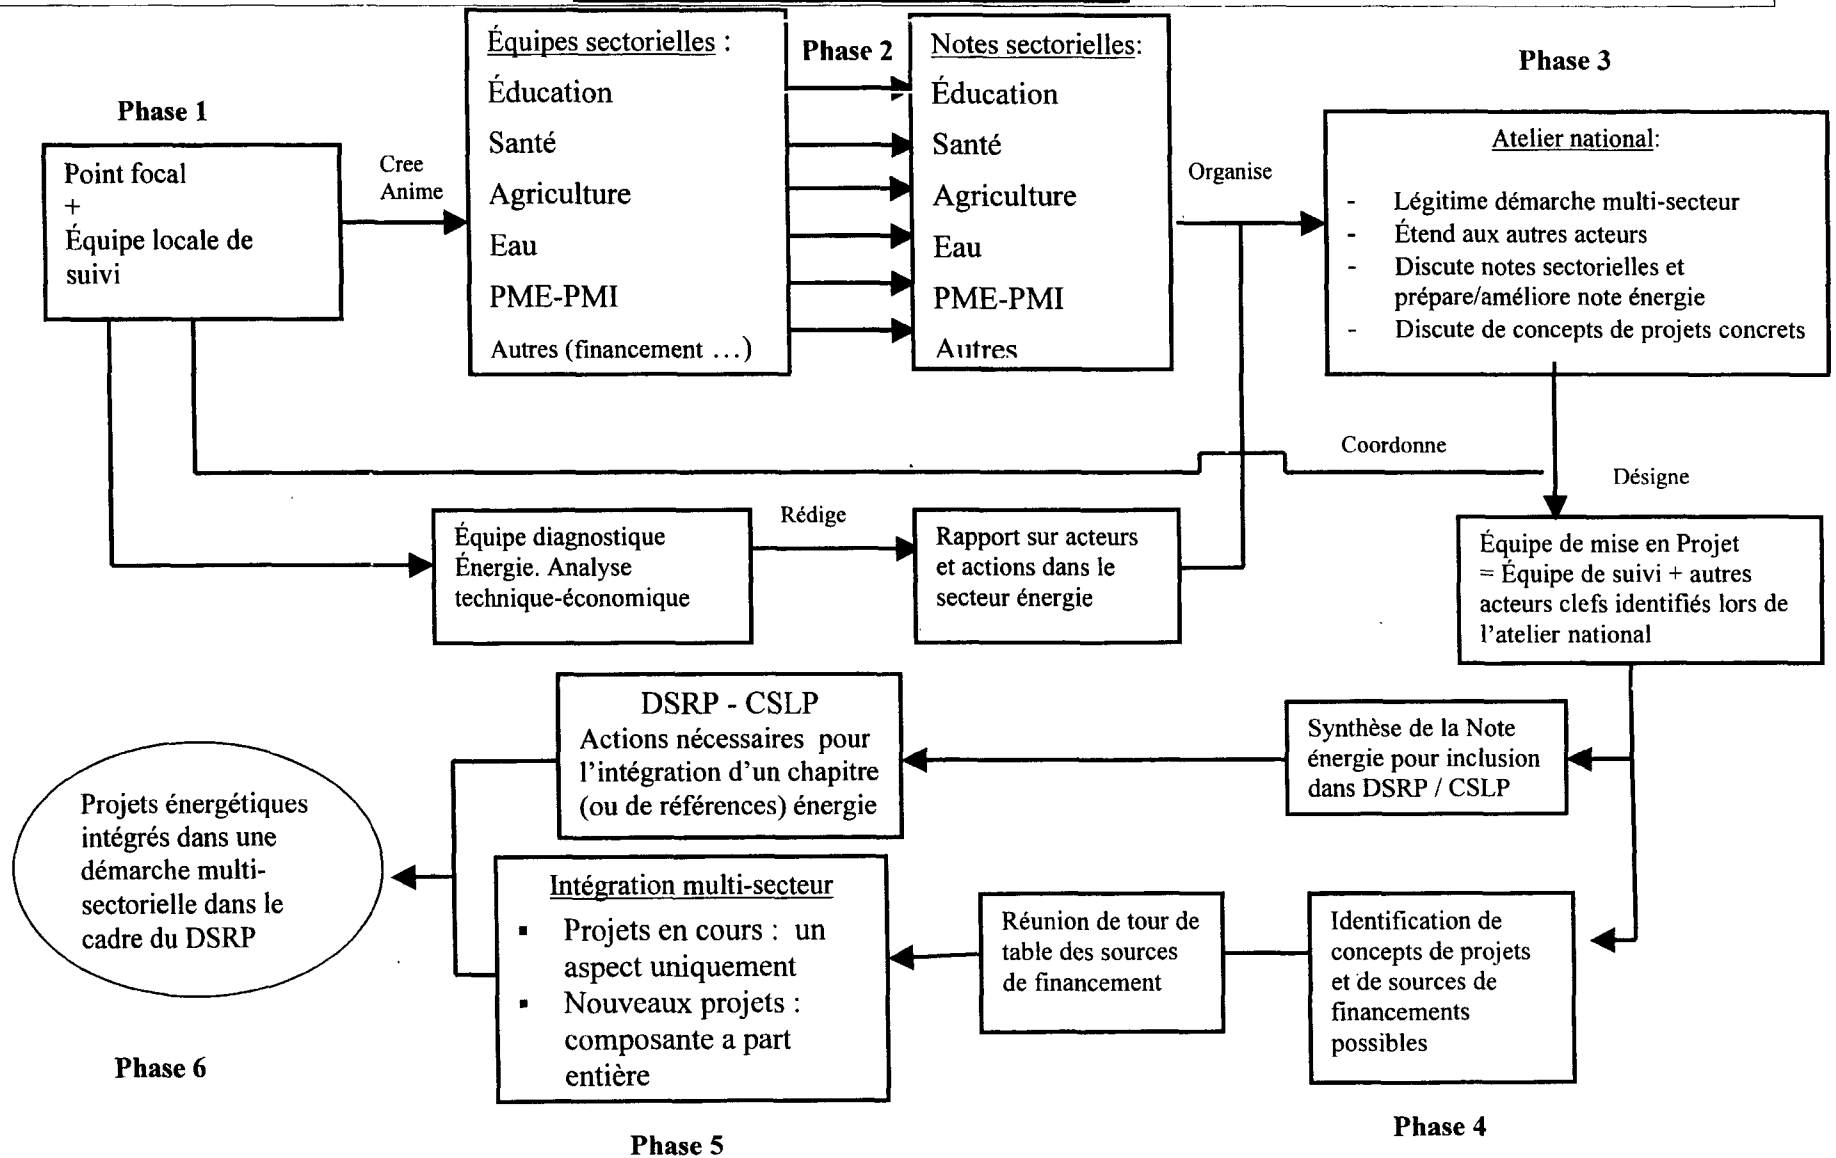 Phase 1
Point focal
+
Équipe locale de
suivi
Cree
Anime
Équipes sectorielles :
Éducation
Santé
Agriculture
Eau
PME-PMI
Autres (financement ...)
Phase 2
Notes sectorielles:
Éducation
Santé
Agriculture
Eau
PME-PMI
Autres
Organise
Phase 3
Atelier national:
- Légitime démarche multi-secteur
- Étend aux autres acteurs
- Discute notes sectorielles et
prépare/améliore note énergie
- Discute de concepts de projets concrets
Coordonne
Désigne
Équipe diagnostique
Énergie. Analyse
technique-économique
Rédige
Rapport sur acteurs
et actions dans le
secteur énergie
Équipe de mise en Projet
= Équipe de suivi + autres
acteurs clefs identifiés lors de
l'atelier national
Synthèse de la Note
énergie pour inclusion
dans DSRP / CSLP
DSRP - CSLP
Actions nécessaires pour
l'intégration d'un chapitre
(ou de références) énergie
Identification de
concepts de projets
et de sources de
financements
possibles
Phase 4
Réunion de tour de
table des sources
de financement
Intégration multi-secteur
▪ Projets en cours : un
aspect uniquement
▪ Nouveaux projets :
composante a part
entière
Phase 5
Projets énergétiques
intégrés dans une
démarche multi-
sectorielle dans le
cadre du DSRP
Phase 6